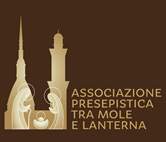 ASSOCIAZIONE
PRESEPISTICA
TRA MOLE
E LANTERNA